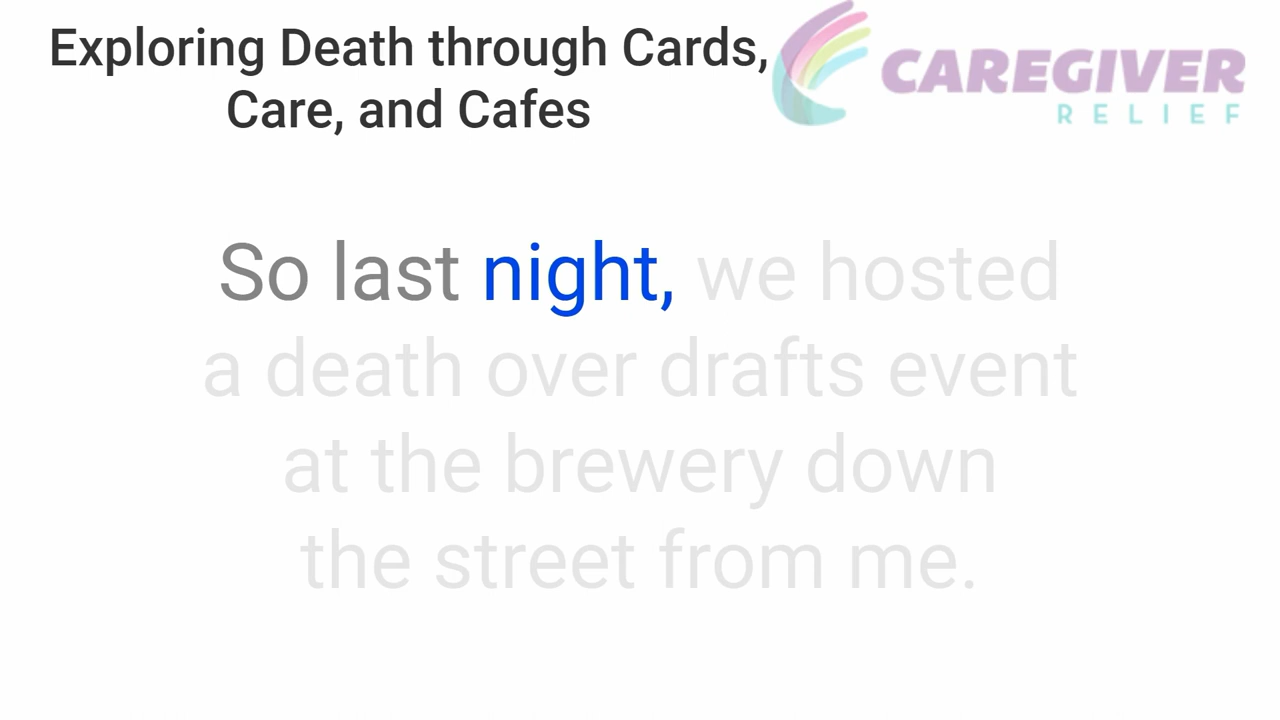 Exploring Death through Cards,
Care, and Cafes
CAREGIVER
RELIEF
So last night, we hosted
a death over drafts event
at the brewery down
the street from me.